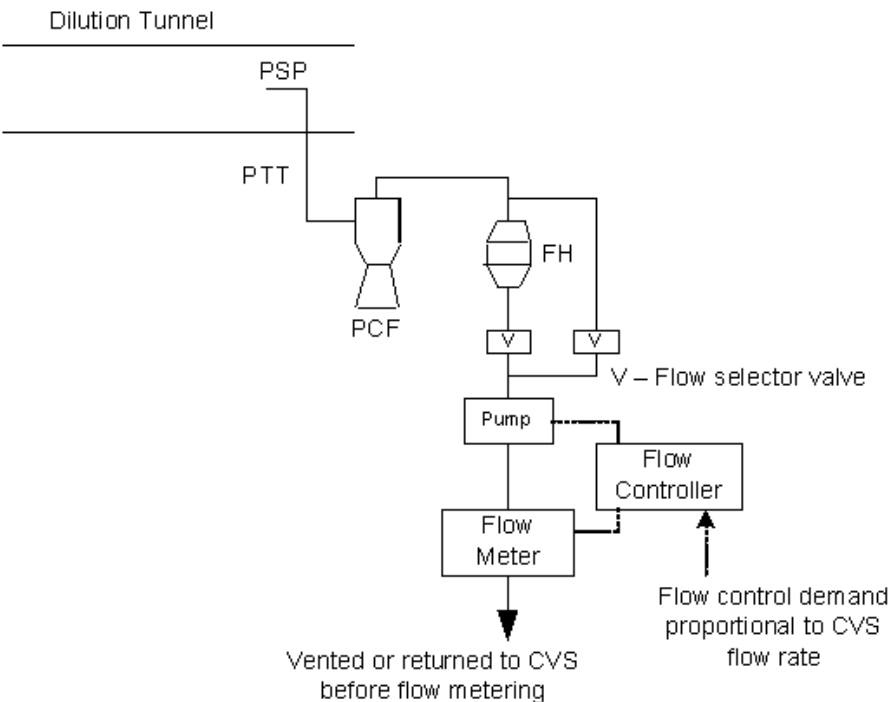 Dilution Tunnel
PSP
PTT
FH
PCF
V
V
V – Flow selector valve
Pump
Flow
Controller
Flow
Meter
Flow control demand
proportional to CVS
flow rate
Vented or returned to CVS
before flow metering